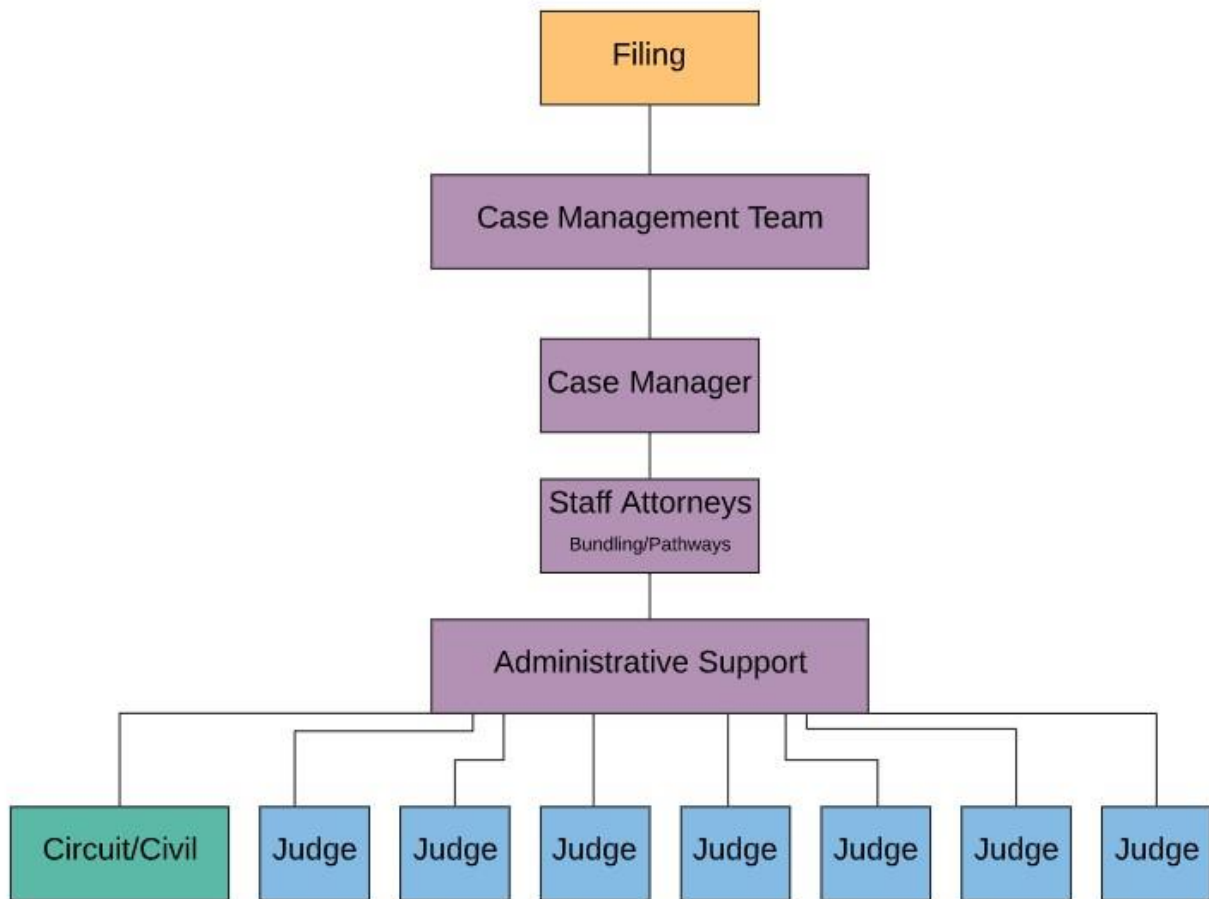 Filing
Case Management Team
Case Manager
Staff Attorneys
Bundling/Pathways
Administrative Support
Circuit/Civil
Judge
Judge
Judge
Judge
Judge
Judge
Judge